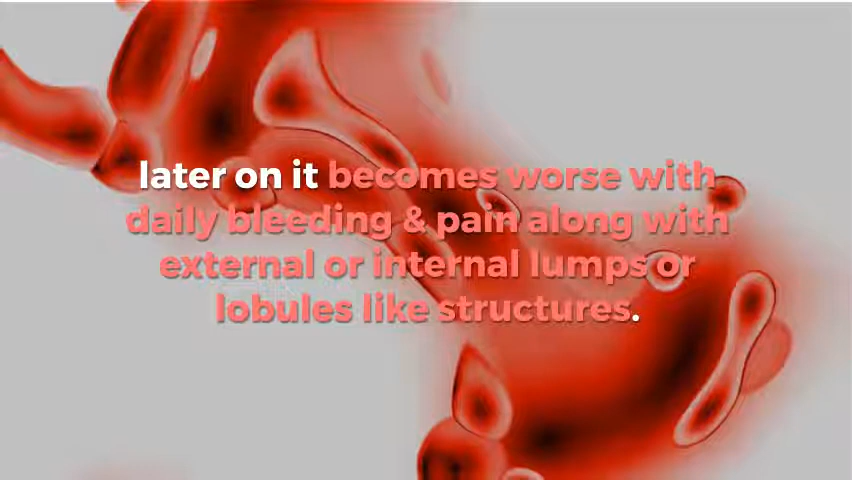 later on it becomes worse with
daily bleeding & pain along with
external or internal lumps or
lobules like structures.